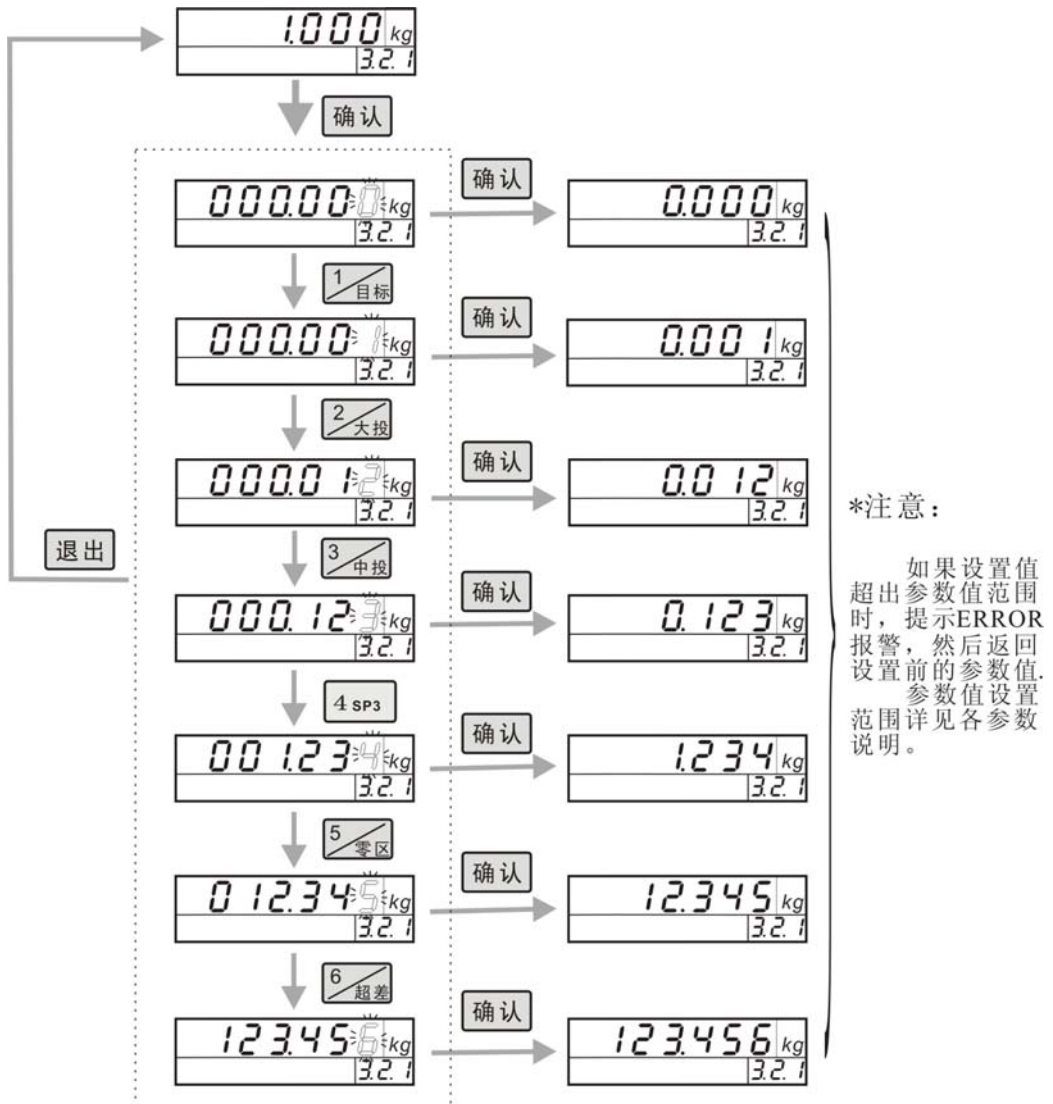 1.000 kg
3.2.1
确认
000.000 kg
3.2.1
确认
0.000 kg
3.2.1
1 目标
000.001 kg
3.2.1
确认
0.001 kg
3.2.1
2 大投
000.012 kg
3.2.1
确认
0.012 kg
3.2.1
退出
3 中投
000.123 kg
3.2.1
确认
0.123 kg
3.2.1
4 SP3
001.234 kg
3.2.1
确认
1.234 kg
3.2.1
5 零区
012.345 kg
3.2.1
确认
12.345 kg
3.2.1
6 超差
123.456 kg
3.2.1
确认
123.456 kg
3.2.1
*注意：
如果设置值
超出参数值范围
时，提示ERROR
报警，然后返回
设置前的参数值.
参数值设置
范围详见各参数
说明。